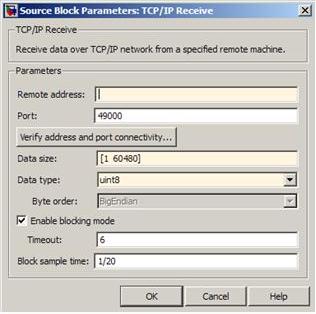 Source Block Parameters: TCP/IP Receive
TCP/IP Receive
Receive data over TCP/IP network from a specified remote machine.
Parameters
Remote address:
Port: 49000
Verify address and port connectivity...
Data size: [1 60480]
Data type: uint8
Byte order: BigEndian
Enable blocking mode
Timeout: 6
Block sample time: 1/20
OK Cancel Help